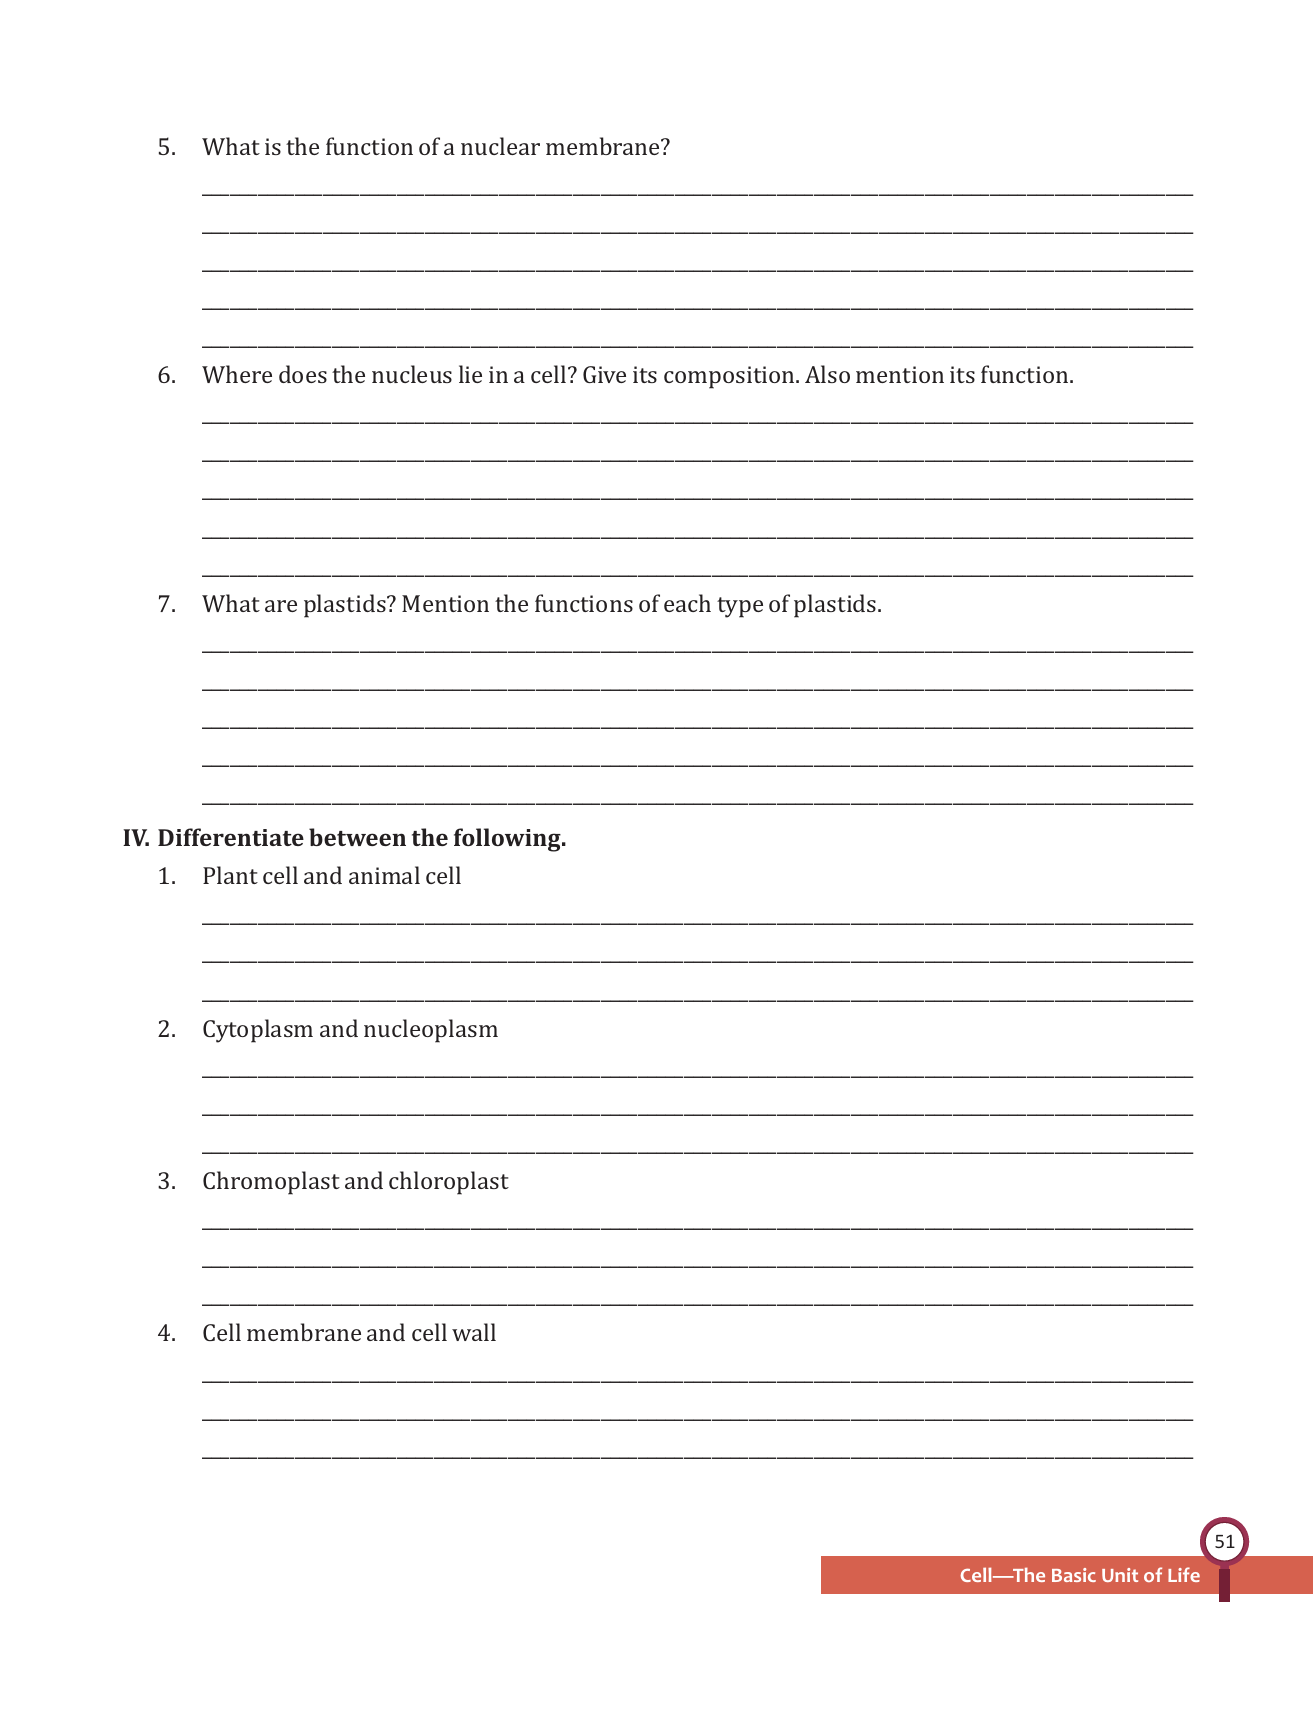 5. What is the function of a nuclear membrane?
6. Where does the nucleus lie in a cell? Give its composition. Also mention its function.
7. What are plastids? Mention the functions of each type of plastids.
IV. Differentiate between the following.
1. Plant cell and animal cell
2. Cytoplasm and nucleoplasm
3. Chromoplast and chloroplast
4. Cell membrane and cell wall
51
Cell—The Basic Unit of Life